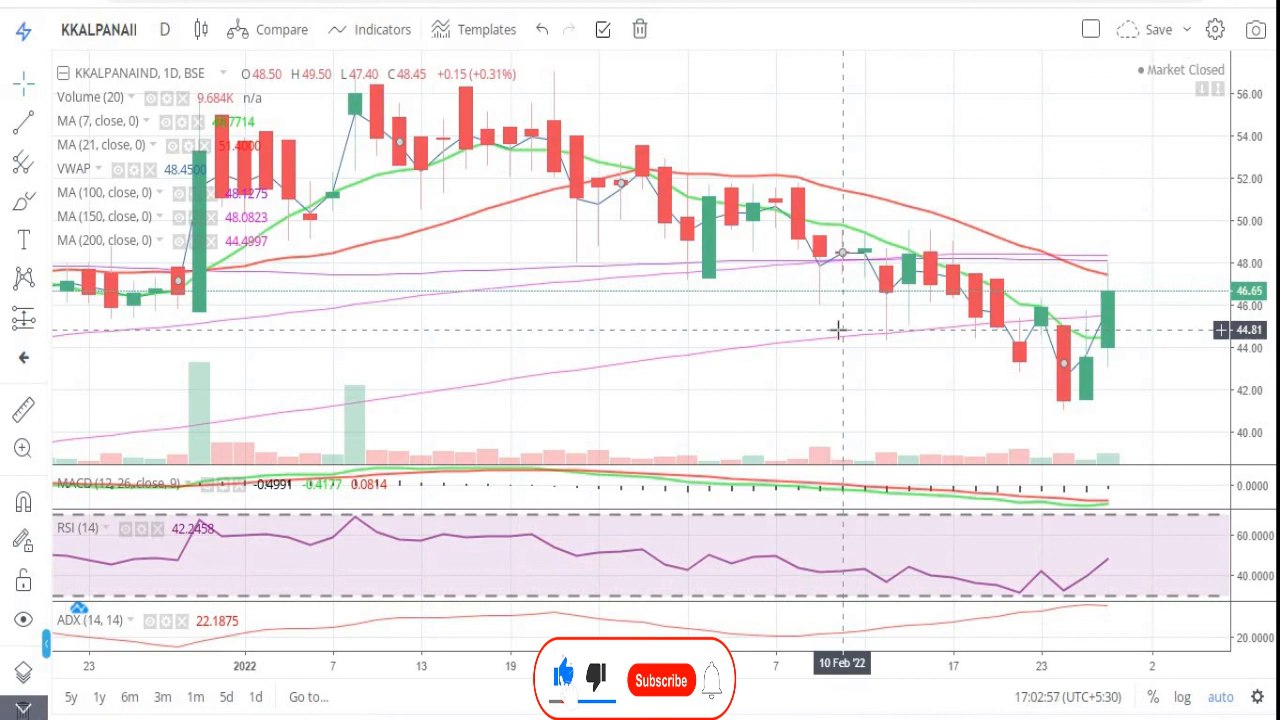 KKALPANAII D Compare Indicators Templates Save
KKALPANAIND, 1D, BSE O 48.50 H 49.50 L 47.40 C 48.45 +0.15 (+0.31%)
Market Closed
Volume (20) 9.684K n/a
MA (7, close, 0)
MA (21, close, 0) 51.4000
VWAP 48.4500
MA (100, close, 0) 48.1275
MA (150, close, 0) 48.0823
MA (200, close, 0) 44.4997
56.00
54.00
52.00
50.00
48.00
46.65
46.00
44.81
44.00
42.00
40.00
MACD (12, 26, close, 9) -0.4991 -0.4177 0.0814
0.0000
RSI (14) 42.2458
60.0000
40.0000
ADX (14, 14) 22.1875
20.0000
23 2022 7 13 19 7 10 Feb '22 17 23 2
Subscribe
5y 1y 6m 3m 1m 5d 1d Go to... 17:02:57 (UTC+5:30) % log auto